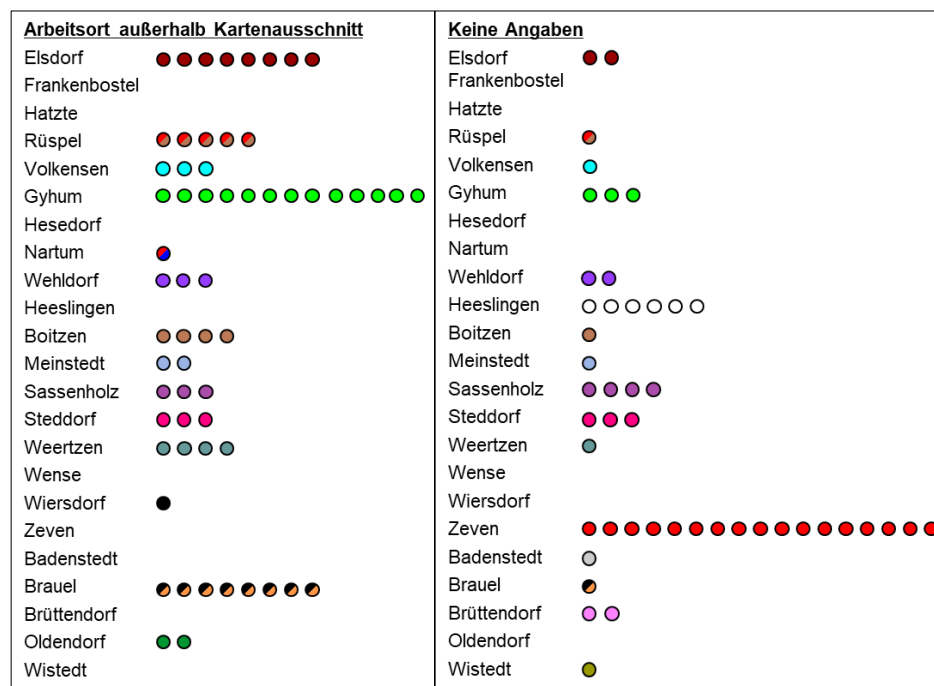 Arbeitsort außerhalb Kartenausschnitt
Elsdorf
Frankenbostel
Hatzte
Rüspel
Volkensen
Gyhum
Hesedorf
Nartum
Wehldorf
Heeslingen
Boitzen
Meinstedt
Sassenholz
Steddorf
Weertzen
Wense
Wiersdorf
Zeven
Badenstedt
Brauel
Brüttendorf
Oldendorf
Wistedt
Keine Angaben
Elsdorf
Frankenbostel
Hatzte
Rüspel
Volkensen
Gyhum
Hesedorf
Nartum
Wehldorf
Heeslingen
Boitzen
Meinstedt
Sassenholz
Steddorf
Weertzen
Wense
Wiersdorf
Zeven
Badenstedt
Brauel
Brüttendorf
Oldendorf
Wistedt